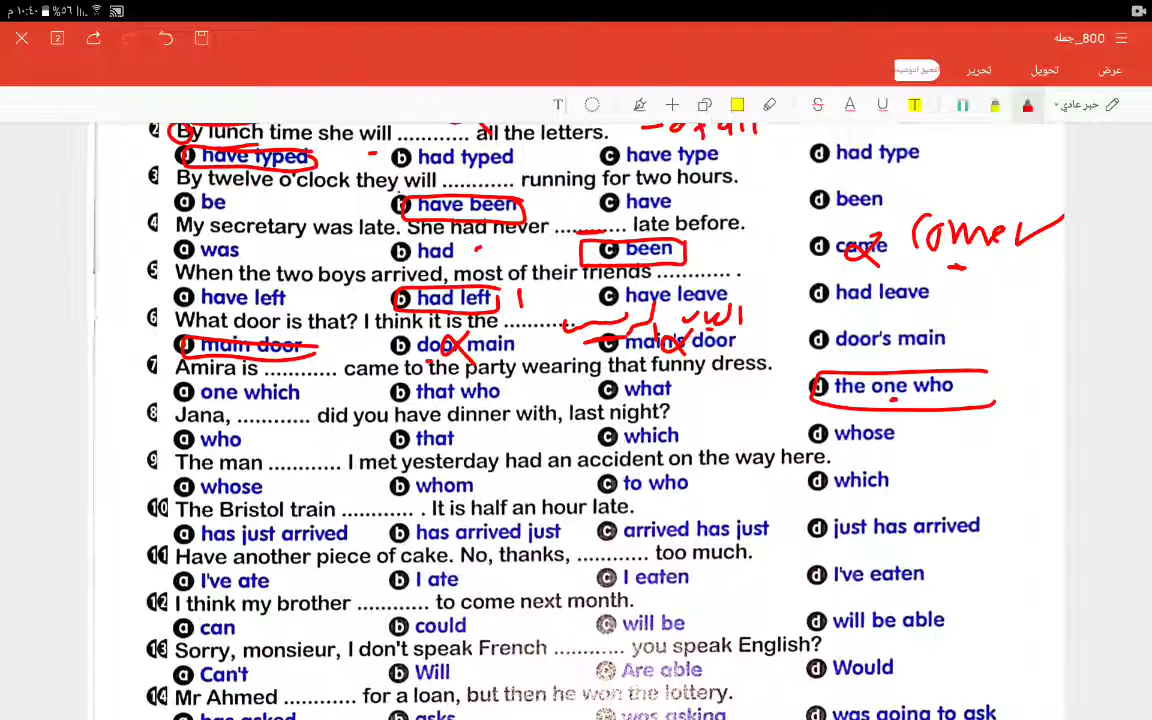 م ١٠:٤٠ ٥٦%
800_جمله
عرض تحويل تحرير
حبر عادي
2 By lunch time she will ............ all the letters.
a have typed b had typed c have type d had type
3 By twelve o'clock they will ............ running for two hours.
a be b have been c have d been
4 My secretary was late. She had never ............ late before.
a was b had c been d came
come
5 When the two boys arrived, most of their friends ............ .
a have left b had left c have leave d had leave
6 What door is that? I think it is the ............
a main door b door main c main's door d door's main
7 Amira is ............ came to the party wearing that funny dress.
a one which b that who c what d the one who
8 Jana, ............ did you have dinner with, last night?
a who b that c which d whose
9 The man ............ I met yesterday had an accident on the way here.
a whose b whom c to who d which
10 The Bristol train ............ . It is half an hour late.
a has just arrived b has arrived just c arrived has just d just has arrived
11 Have another piece of cake. No, thanks, ............ too much.
a I've ate b I ate c I eaten d I've eaten
12 I think my brother ............ to come next month.
a can b could c will be d will be able
13 Sorry, monsieur, I don't speak French ............ you speak English?
a Can't b Will c Are able d Would
14 Mr Ahmed ............ for a loan, but then he won the lottery.
has asked asks was asking was going to ask